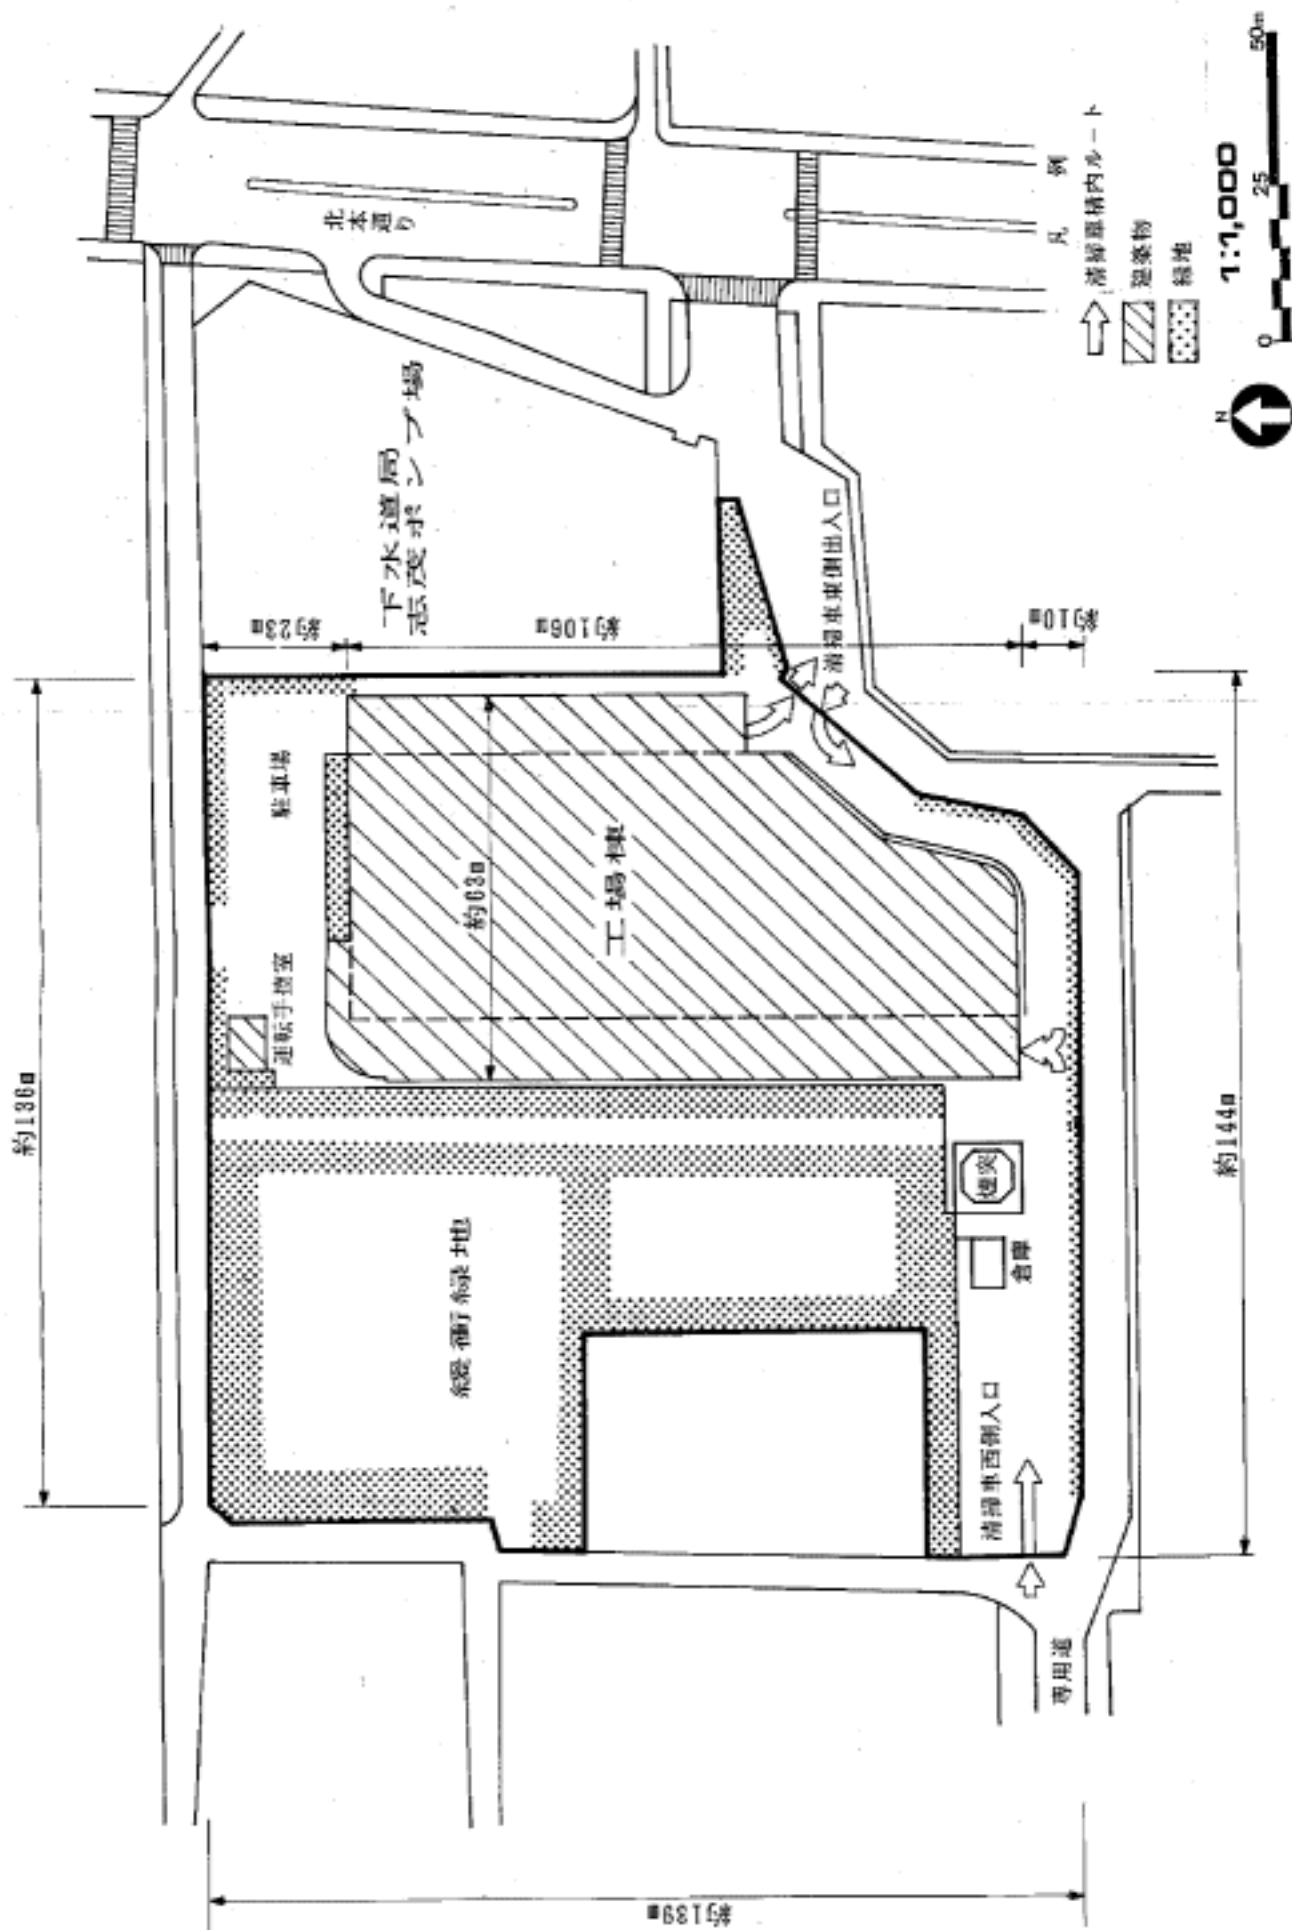 約136m
北本通り
下水道局
志茂ポンプ場
約23m
約106m
約10m
駐車場
運転手控室
約63m
工場棟
清掃車東側出入口
緩衝緑地
煙突
倉庫
清掃車西側入口
専用道
約144m
約139m
凡 例
清掃車構内ルート
建築物
緑地
N
1:1,000
0 25 50m